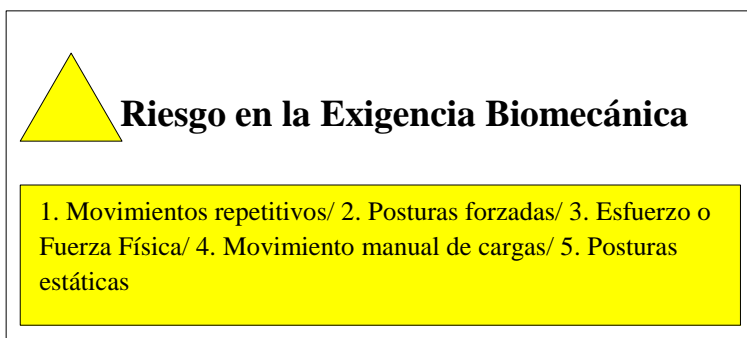 Riesgo en la Exigencia Biomecánica
1. Movimientos repetitivos/ 2. Posturas forzadas/ 3. Esfuerzo o
Fuerza Física/ 4. Movimiento manual de cargas/ 5. Posturas
estáticas